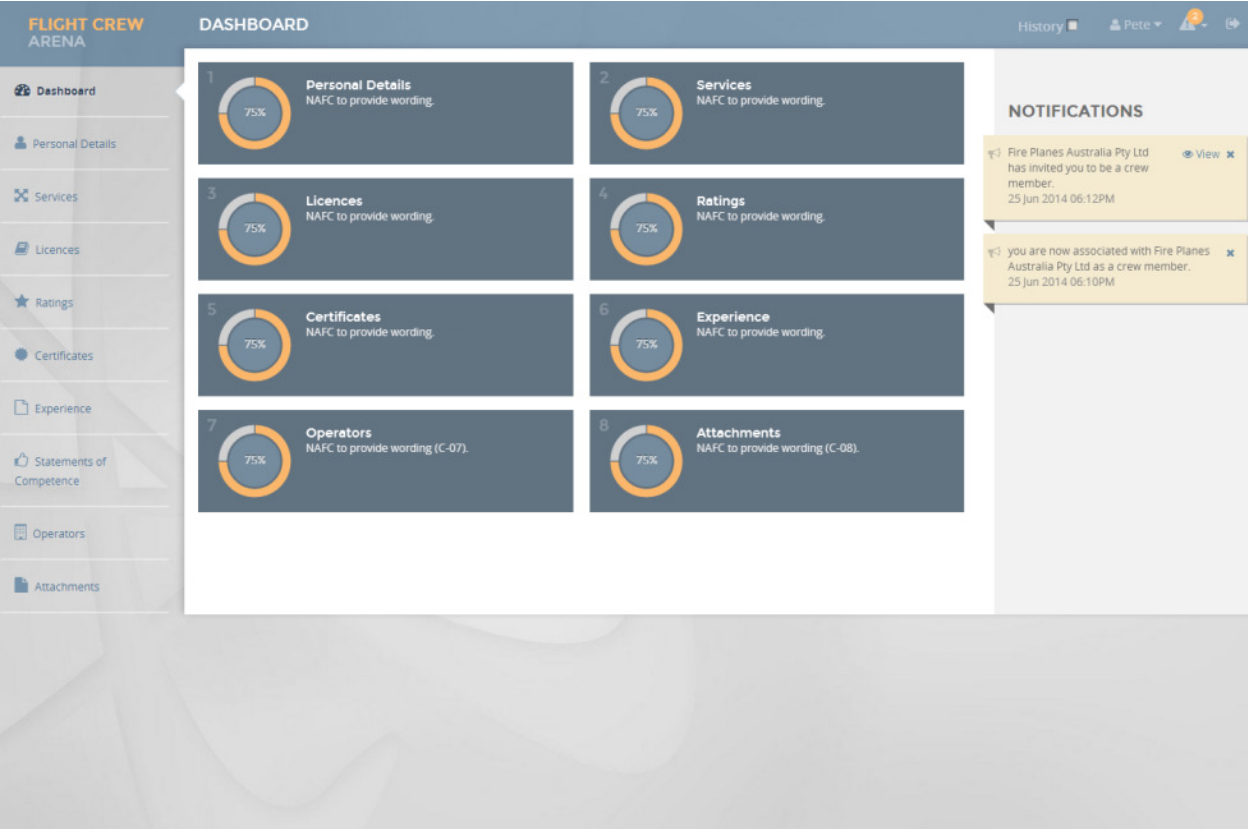 FLIGHT CREW
ARENA
DASHBOARD
History
Pete
2
Dashboard
Personal Details
Services
Licences
Ratings
Certificates
Experience
Statements of
Competence
Operators
Attachments
1
75%
Personal Details
NAFC to provide wording.
2
75%
Services
NAFC to provide wording.
3
75%
Licences
NAFC to provide wording.
4
75%
Ratings
NAFC to provide wording.
5
75%
Certificates
NAFC to provide wording.
6
75%
Experience
NAFC to provide wording.
7
75%
Operators
NAFC to provide wording (C-07).
8
75%
Attachments
NAFC to provide wording (C-08).
NOTIFICATIONS
Fire Planes Australia Pty Ltd
View
has invited you to be a crew
member.
25 Jun 2014 06:12PM
you are now associated with Fire Planes
Australia Pty Ltd as a crew member.
25 Jun 2014 06:10PM